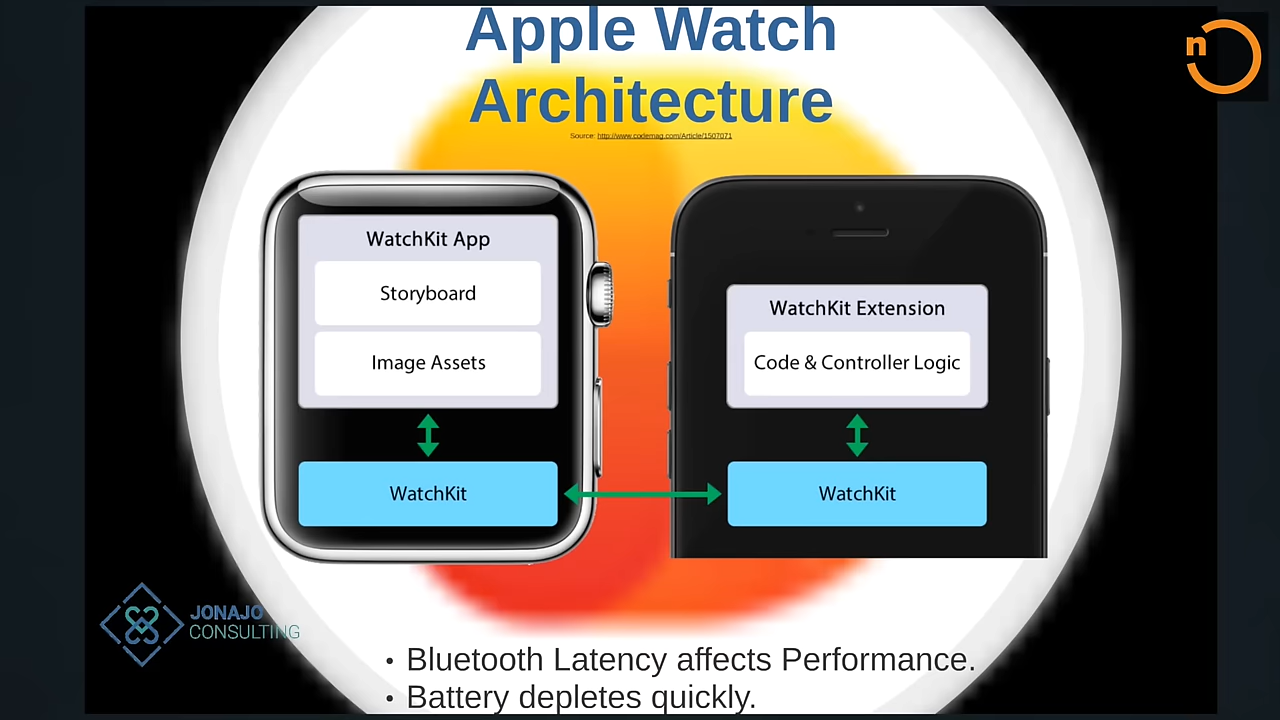 Apple Watch
Architecture
Source: http://www.codemag.com/Article/1507071
n
WatchKit App
Storyboard
Image Assets
WatchKit
WatchKit Extension
Code & Controller Logic
WatchKit
JONAJO
CONSULTING
• Bluetooth Latency affects Performance.
• Battery depletes quickly.